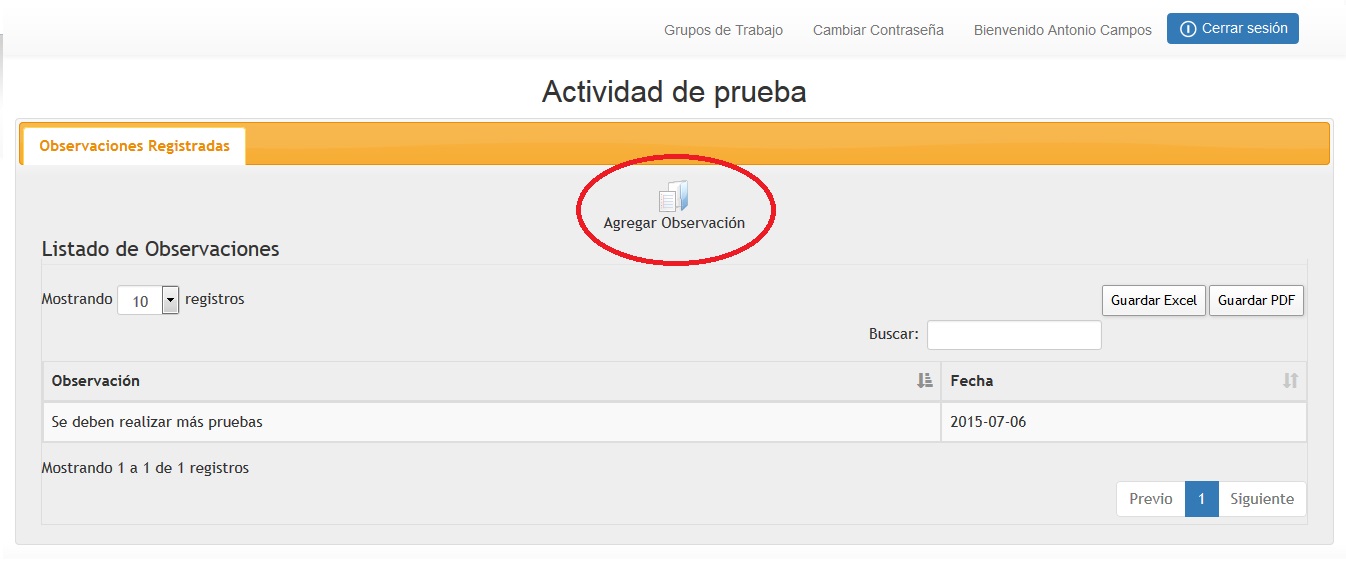 Grupos de Trabajo Cambiar Contraseña Bienvenido Antonio Campos Cerrar sesión
Actividad de prueba
Observaciones Registradas
Agregar Observación
Listado de Observaciones
Mostrando 10 registros
Guardar Excel Guardar PDF
Buscar:
Observación Fecha
Se deben realizar más pruebas 2015-07-06
Mostrando 1 a 1 de 1 registros
Previo 1 Siguiente